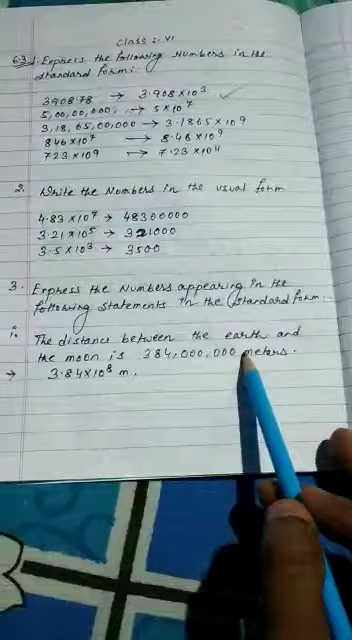 Class :- VI
6.3. 1. Express the following Numbers in the
standard form:-
3908.78 → 3.908×10³ ✓
5,00,00,000, → 5×10⁷
3,18,65,00,000 → 3.1865×10⁹
846×10⁷ → 8.46×10⁹
723×10⁹ → 7.23×10¹¹
2. Write the Numbers in the usual form
4.83×10⁷ → 48300000
3.21×10⁵ → 321000
3.5×10³ → 3500
3. Express the Numbers appearing in the
following statements in the standard form:-
i. The distance between the earth and
the moon is 384,000,000 meters.
→ 3.84×10⁸ m.